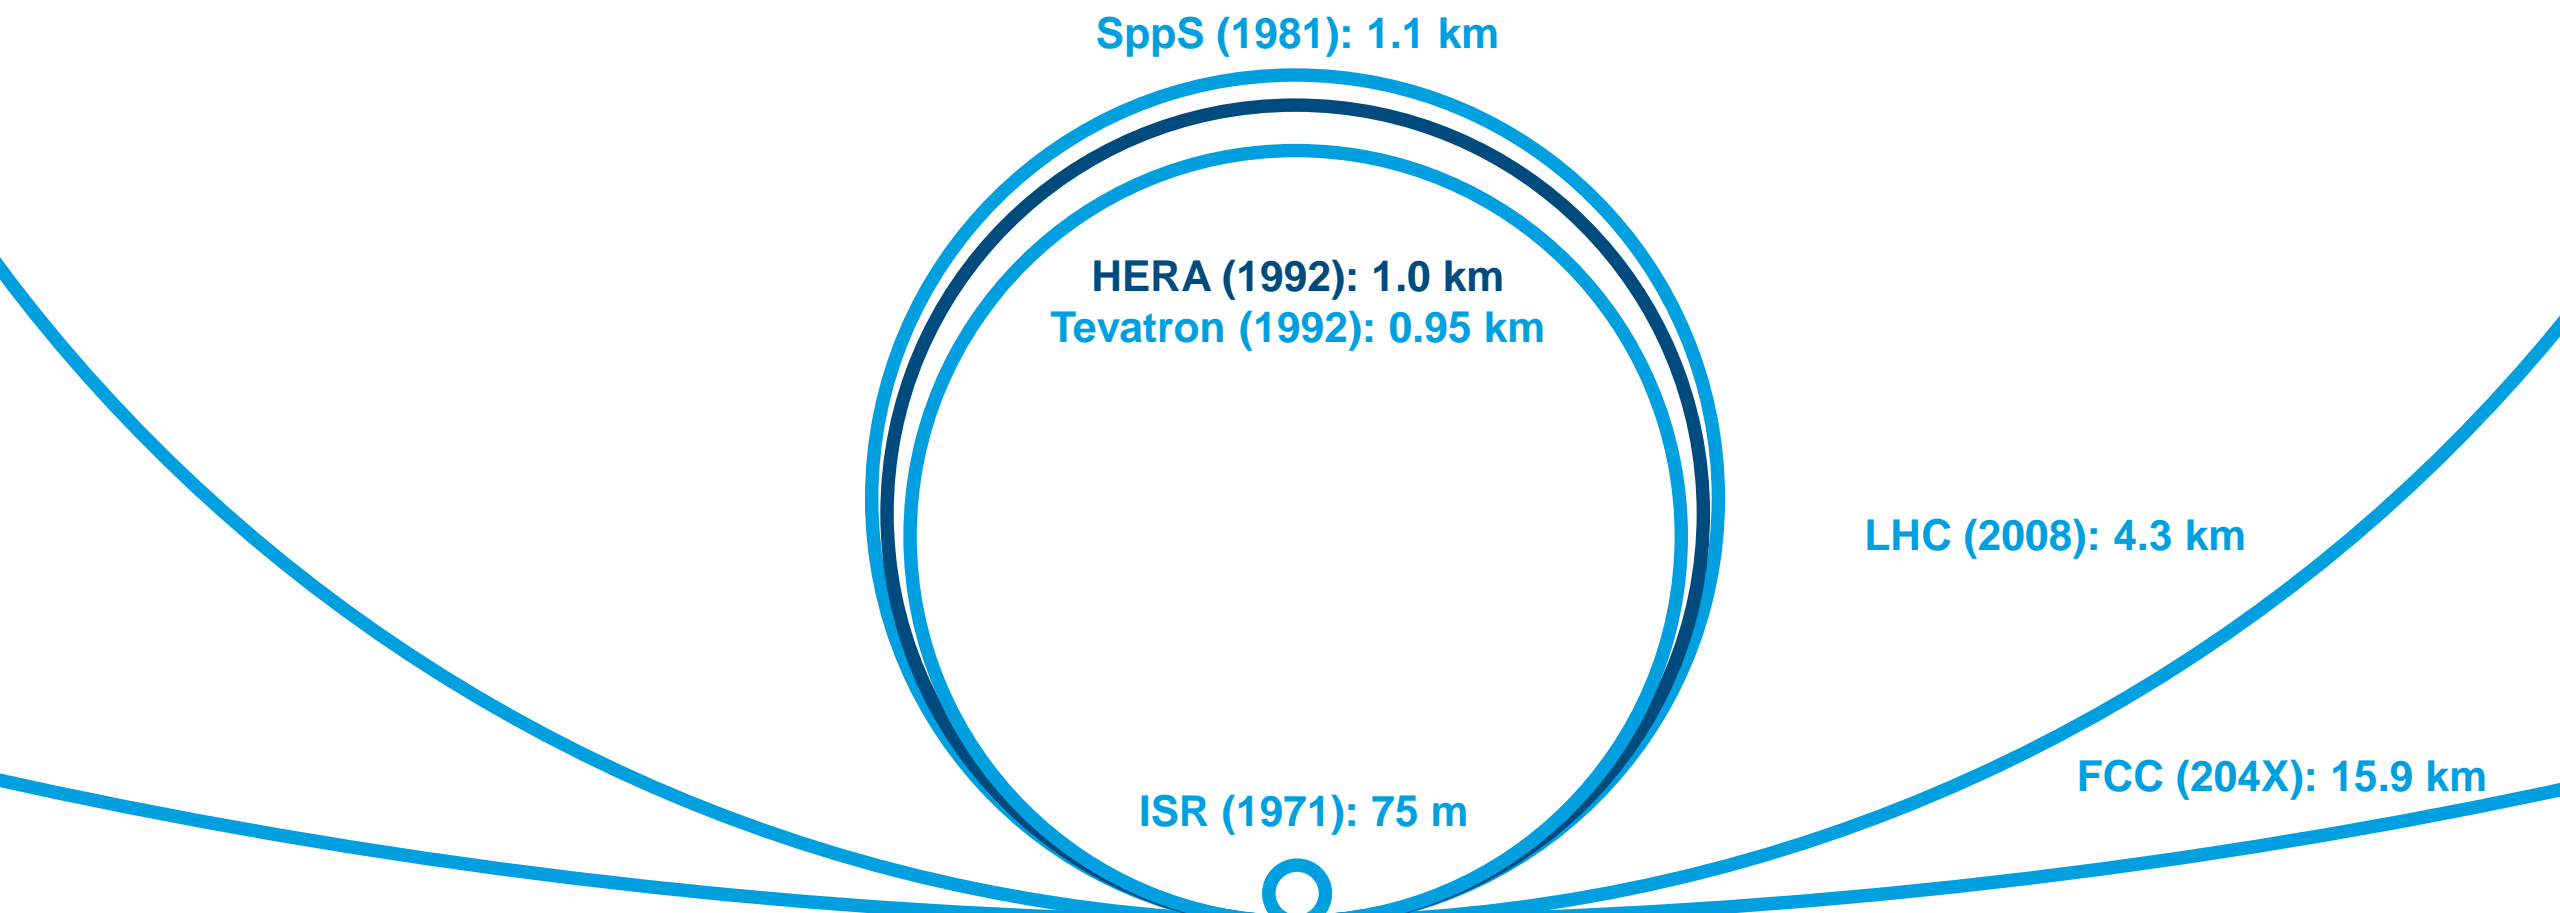 SppS (1981): 1.1 km
HERA (1992): 1.0 km
Tevatron (1992): 0.95 km
LHC (2008): 4.3 km
FCC (204X): 15.9 km
ISR (1971): 75 m